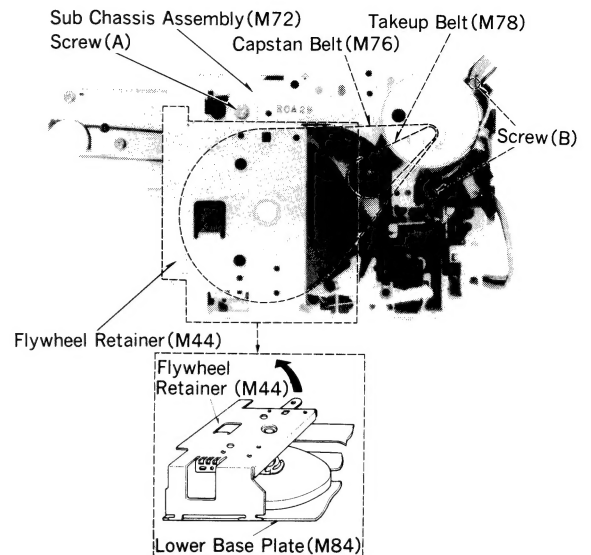 Sub Chassis Assembly(M72)
Takeup Belt(M78)
Screw(A)
Capstan Belt(M76)
Screw(B)
Flywheel Retainer(M44)
Flywheel
Retainer (M44)
Lower Base Plate(M84)